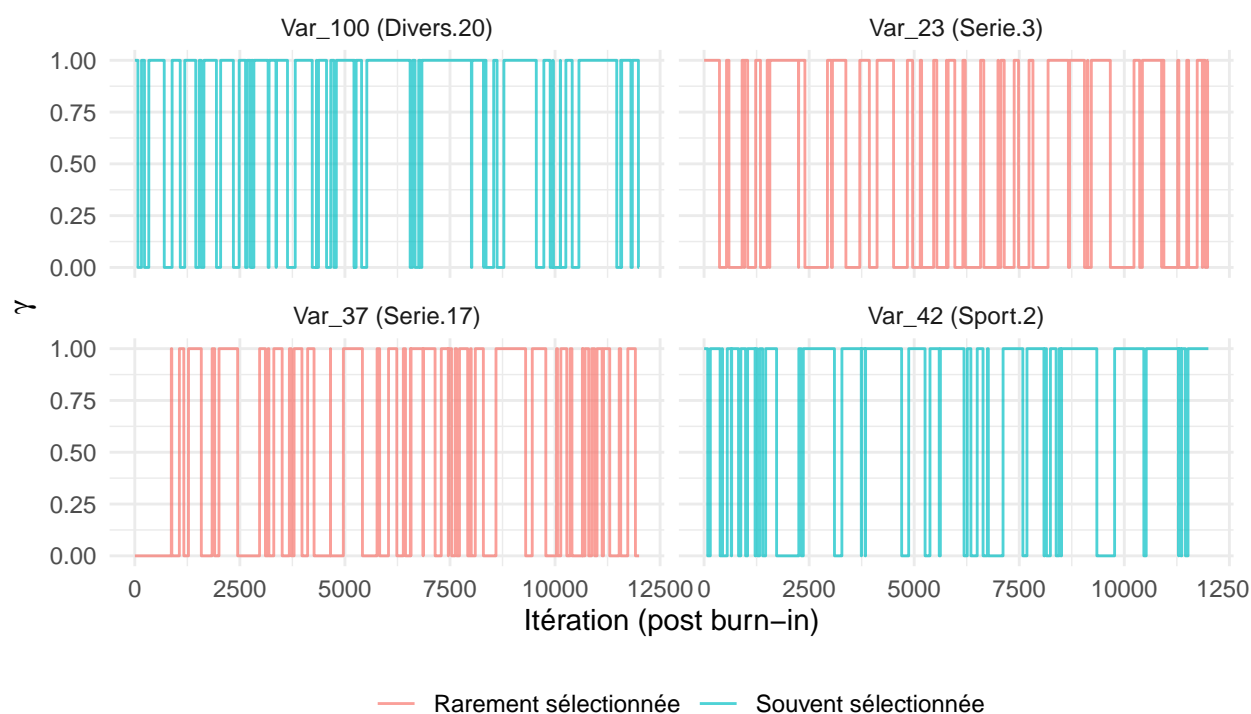 Var_100 (Divers.20) Var_23 (Serie.3)
1.00
0.75
0.50
0.25
0.00
γ
Var_37 (Serie.17) Var_42 (Sport.2)
1.00
0.75
0.50
0.25
0.00
0 2500 5000 7500 10000 12500 0 2500 5000 7500 10000 1250
Itération (post burn−in)
Rarement sélectionnée Souvent sélectionnée